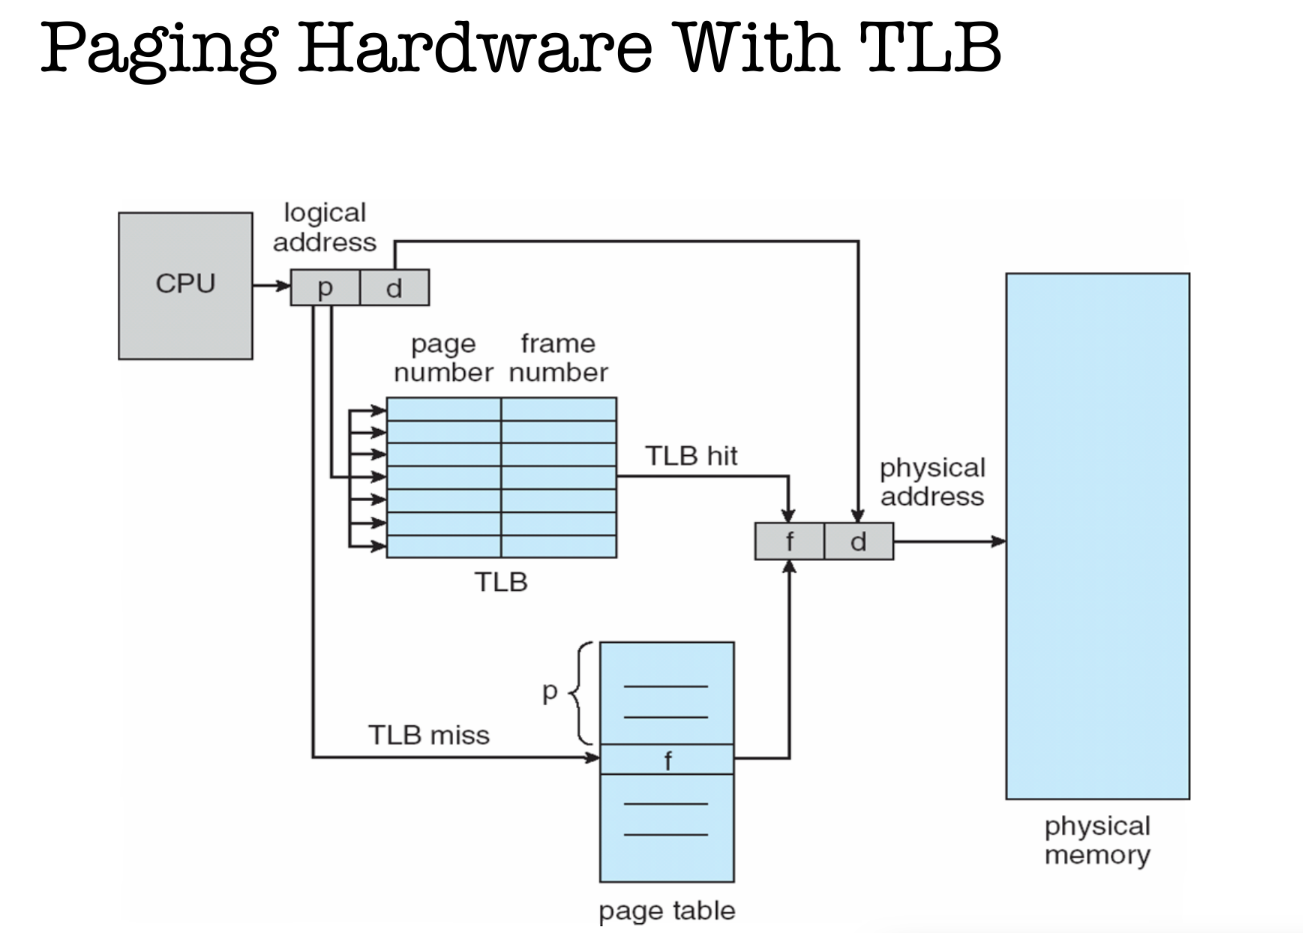 Paging Hardware With TLB
logical
address
CPU
p
d
page
number
frame
number
TLB hit
physical
address
f
d
TLB
p
TLB miss
f
physical
memory
page table